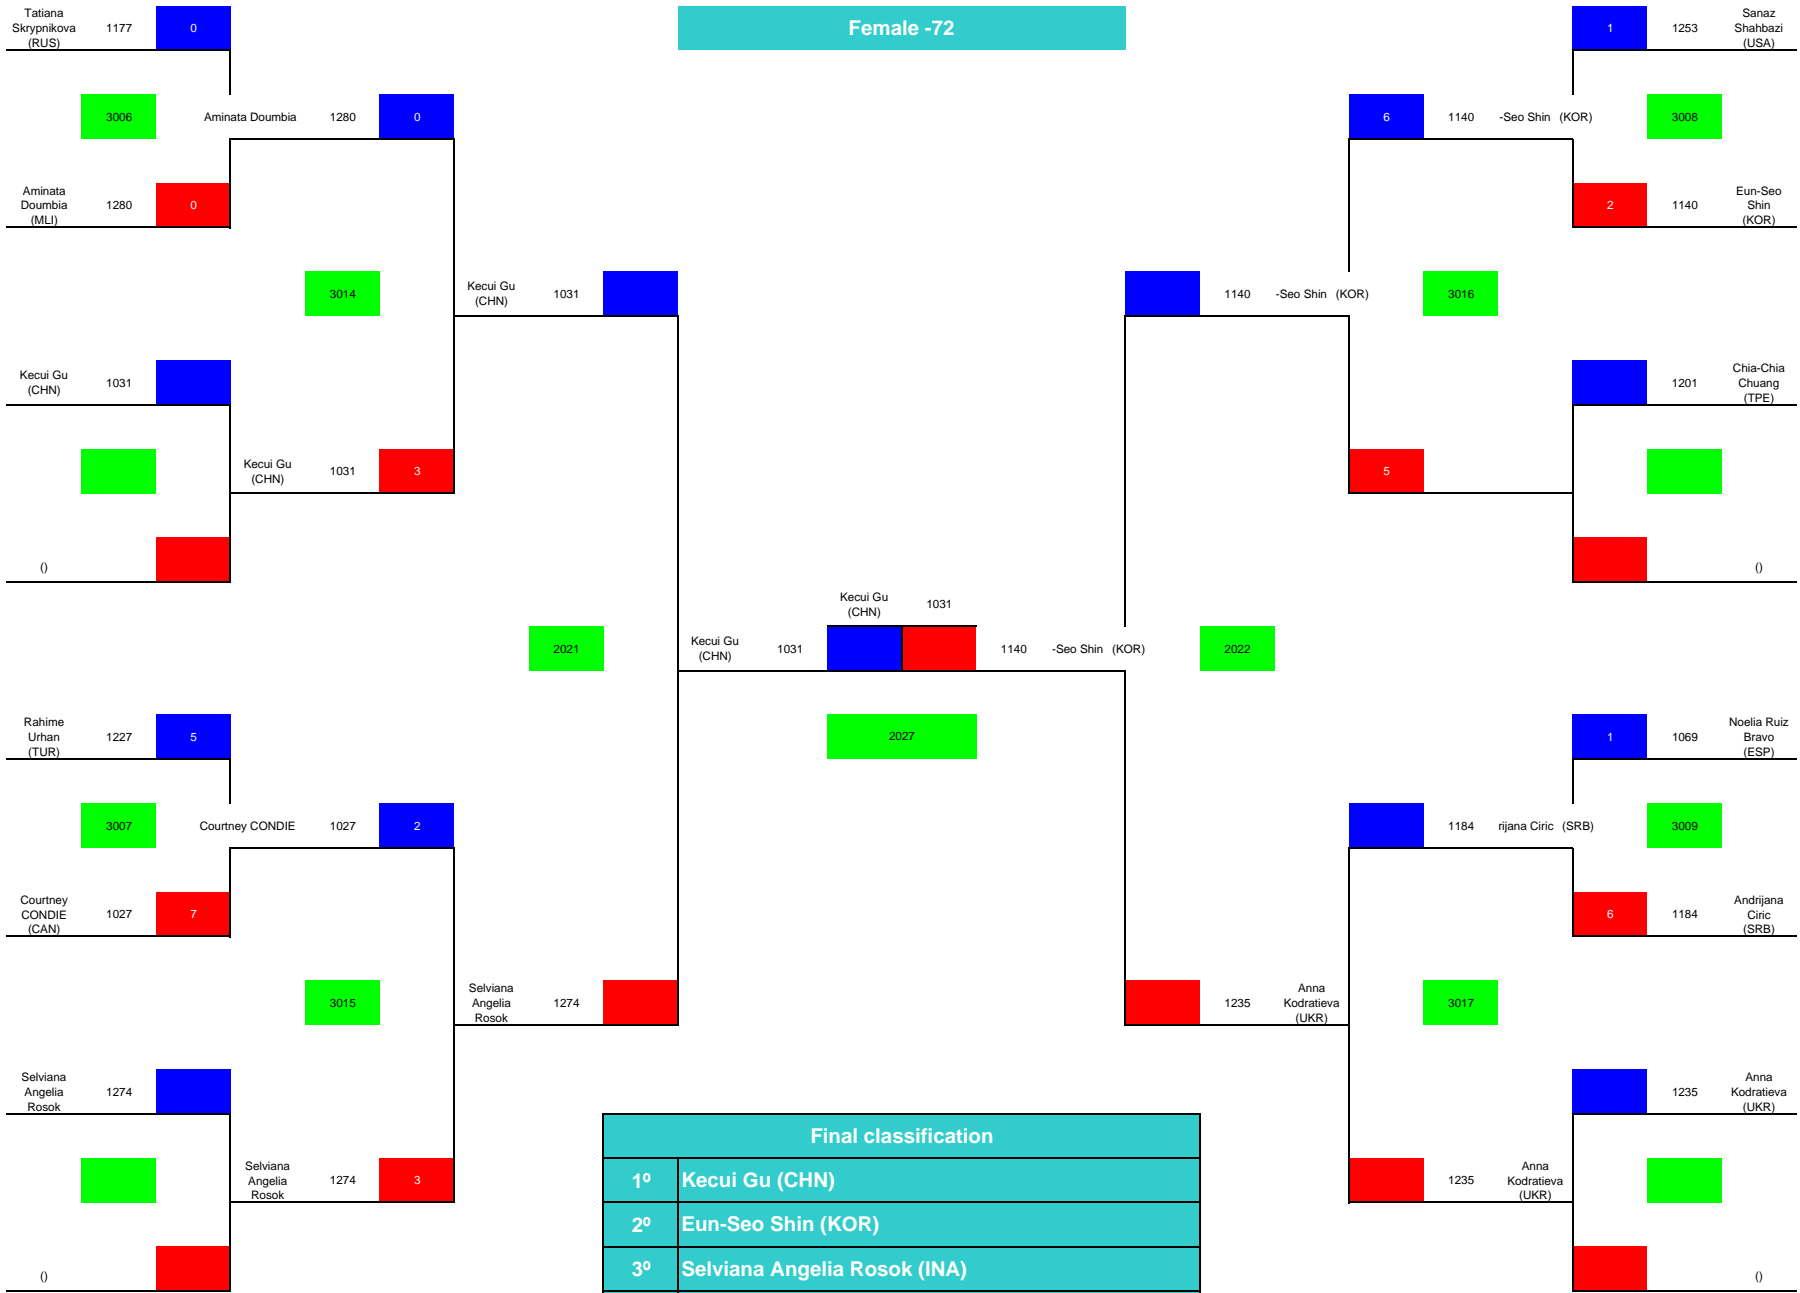 Tatiana
Skrypnikova
(RUS)
1177
0
Female -72
1
1253
Sanaz
Shahbazi
(USA)
3006
Aminata Doumbia
1280
0
6
1140
-Seo Shin (KOR)
3008
Aminata
Doumbia
(MLI)
1280
0
2
1140
Eun-Seo
Shin
(KOR)
3014
Kecui Gu
(CHN)
1031
1140
-Seo Shin (KOR)
3016
Kecui Gu
(CHN)
1031
1201
Chia-Chia
Chuang
(TPE)
Kecui Gu
(CHN)
1031
3
5
()
()
Kecui Gu
(CHN)
1031
2021
Kecui Gu
(CHN)
1031
1140
-Seo Shin (KOR)
2022
Rahime
Urhan
(TUR)
1227
5
2027
1
1069
Noelia Ruiz
Bravo
(ESP)
3007
Courtney CONDIE
1027
2
1184
rijana Ciric (SRB)
3009
Courtney
CONDIE
(CAN)
1027
7
6
1184
Andrijana
Ciric
(SRB)
3015
Selviana
Angelia
Rosok
1274
1235
Anna
Kodratieva
(UKR)
3017
Selviana
Angelia
Rosok
1274
1235
Anna
Kodratieva
(UKR)
Selviana
Angelia
Rosok
1274
3
1235
Anna
Kodratieva
(UKR)
()
()
Final classification
1º Kecui Gu (CHN)
2º Eun-Seo Shin (KOR)
3º Selviana Angelia Rosok (INA)